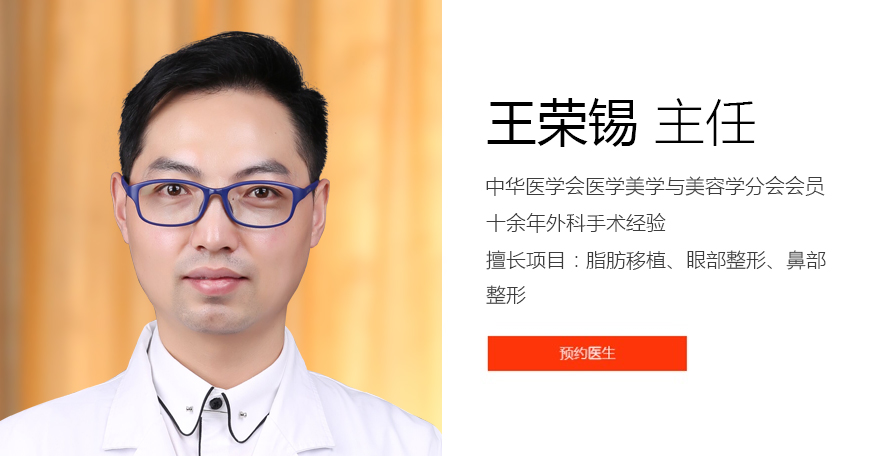 王荣锡 主任
中华医学会医学美学与美容学分会会员
十余年外科手术经验
擅长项目：脂肪移植、眼部整形、鼻部
整形
预约医生